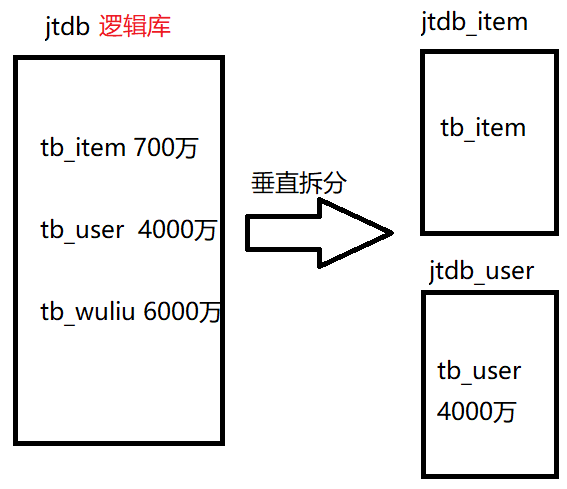 jtdb 逻辑库
tb_item 700万
tb_user 4000万
tb_wuliu 6000万
垂直拆分
jtdb_item
tb_item
jtdb_user
tb_user
4000万